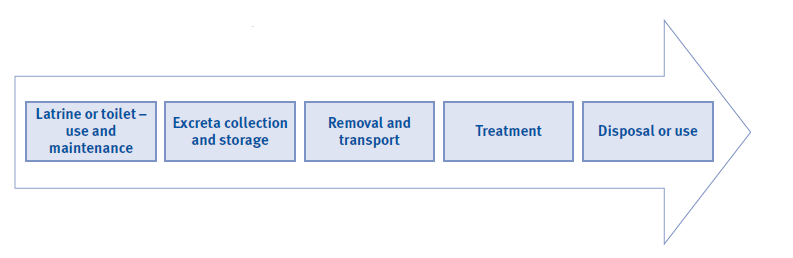 Latrine or toilet –
use and
maintenance
Excreta collection
and storage
Removal and
transport
Treatment
Disposal or use